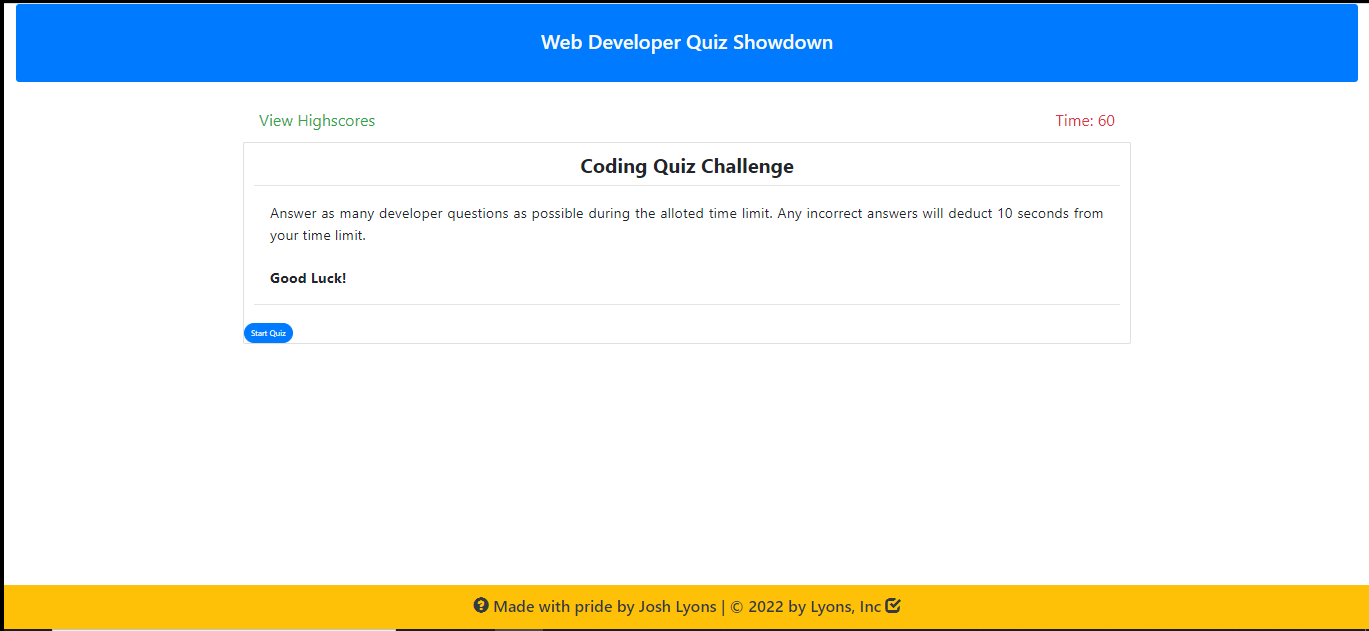 Web Developer Quiz Showdown
View Highscores
Time: 60
Coding Quiz Challenge
Answer as many developer questions as possible during the alloted time limit. Any incorrect answers will deduct 10 seconds from
your time limit.
Good Luck!
Start Quiz
Made with pride by Josh Lyons | © 2022 by Lyons, Inc